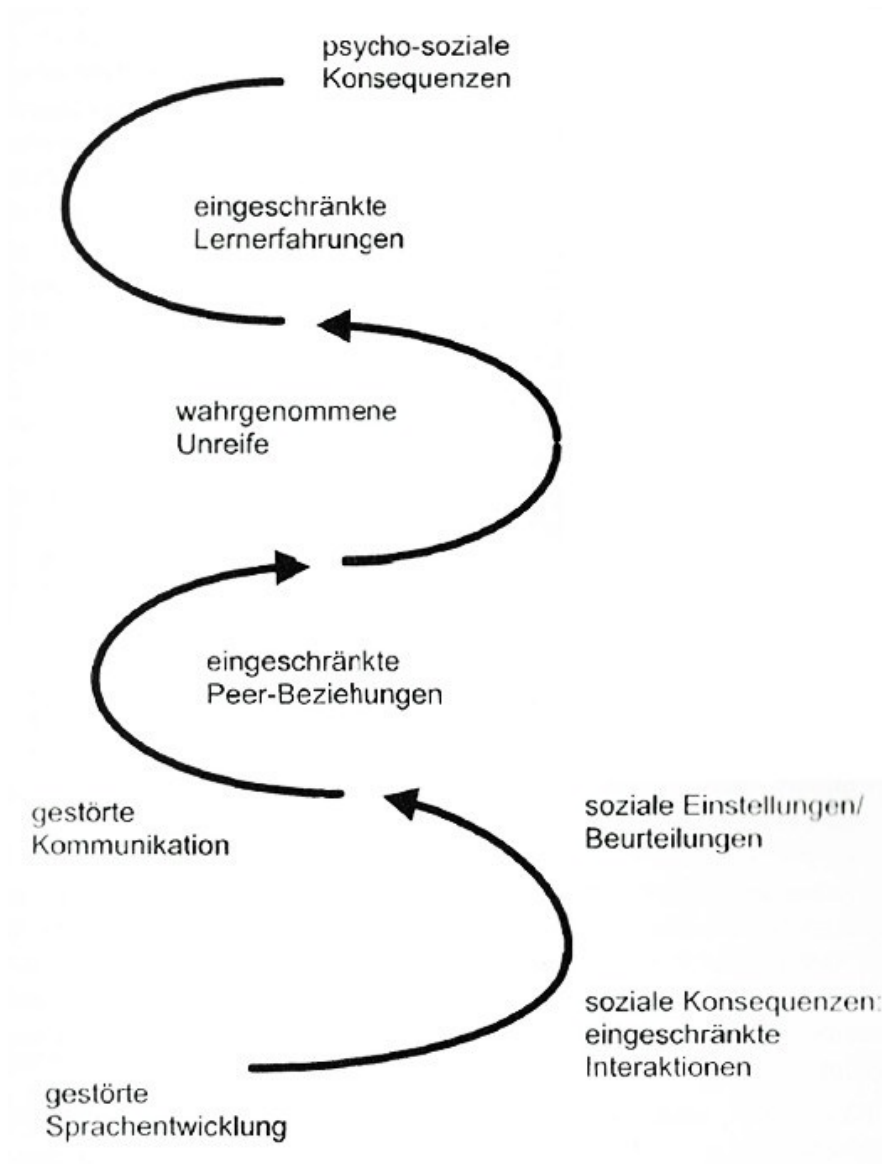 psycho-soziale
Konsequenzen
eingeschränkte
Lernerfahrungen
wahrgenommene
Unreife
eingeschränkte
Peer-Beziehungen
gestörte
Kommunikation
soziale Einstellungen/
Beurteilungen
soziale Konsequenzen:
eingeschränkte
Interaktionen
gestörte
Sprachentwicklung